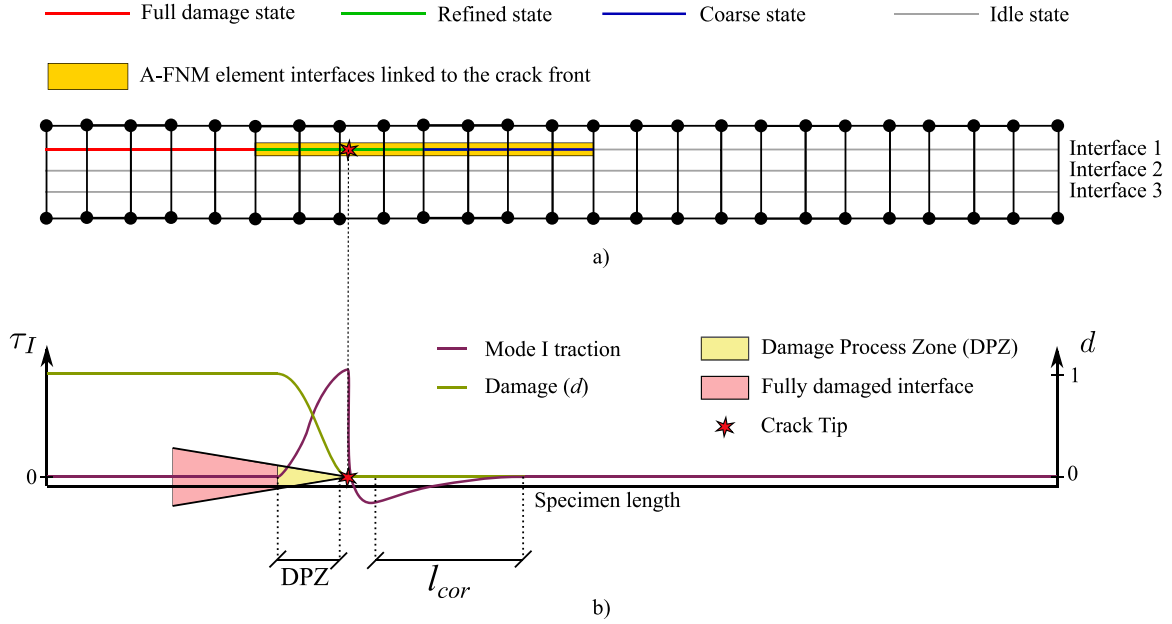 Full damage state
Refined state
Coarse state
Idle state
A-FNM element interfaces linked to the crack front
Interface 1
Interface 2
Interface 3
a)
τ_I
d
Mode I traction
Damage Process Zone (DPZ)
1
Damage (d)
Fully damaged interface
Crack Tip
0
0
Specimen length
DPZ
l_cor
b)